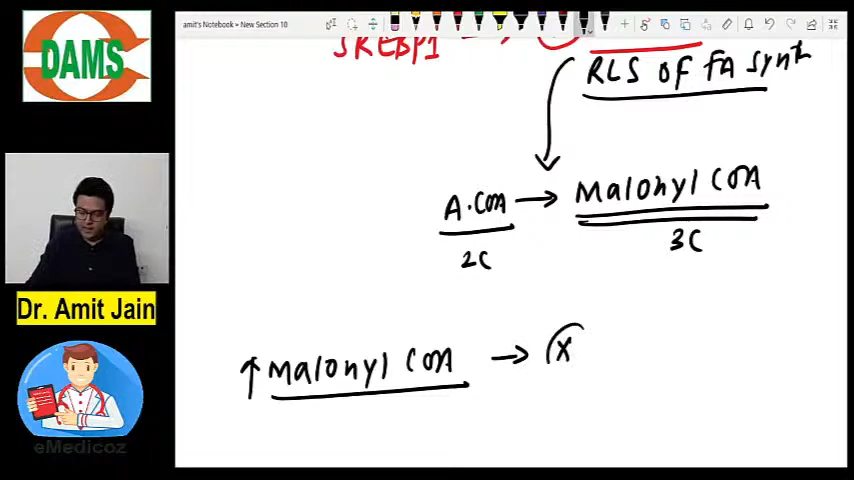 amit's Notebook > New Section 10
DAMS
SREBP1
RLS OF FA synth
A.COA → Malonyl COA
2C
3C
Dr. Amit Jain
↑ Malonyl COA → X
eMedicoz